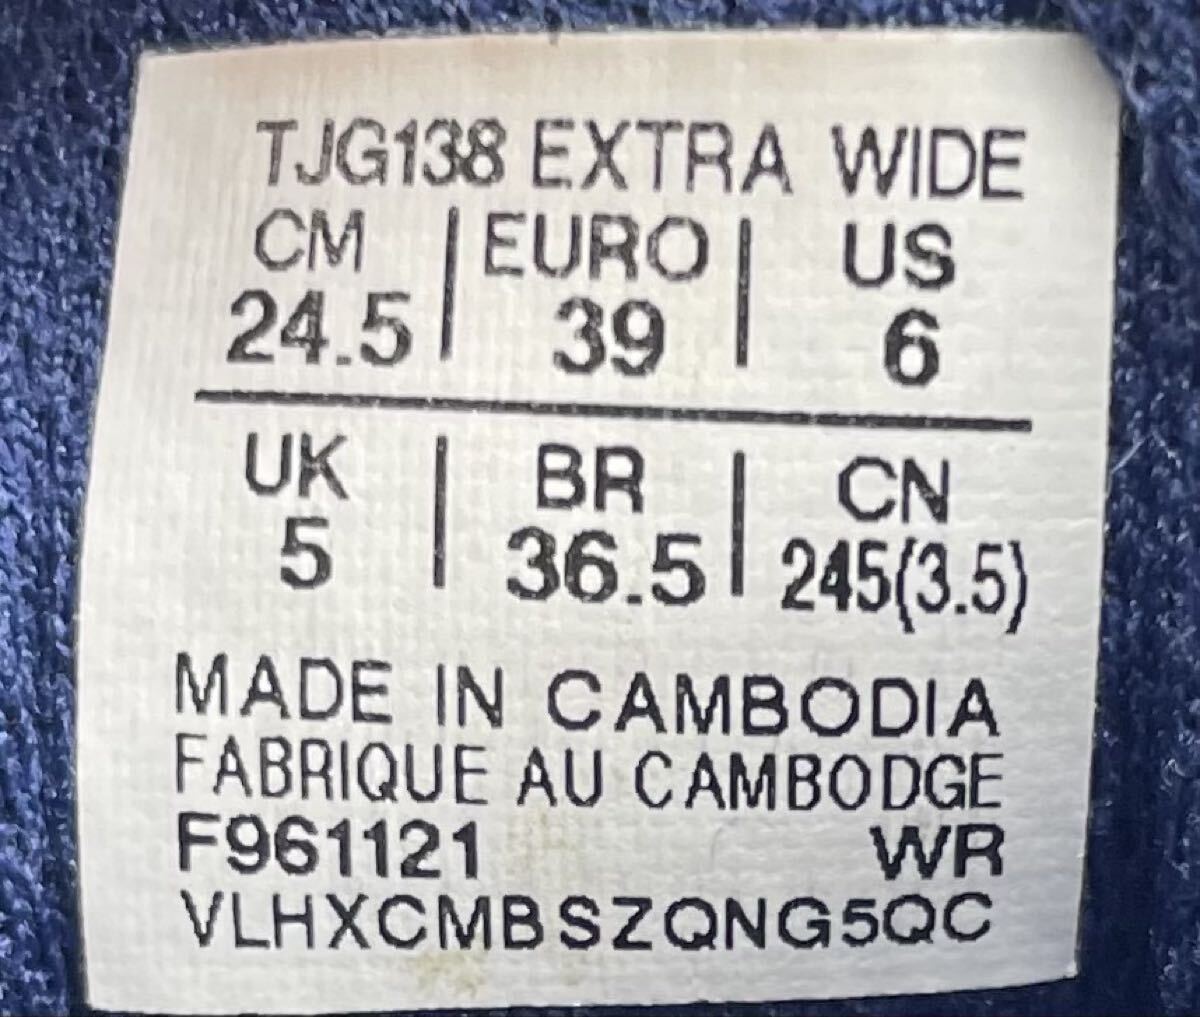 TJG138 EXTRA WIDE
CM | EURO | US
24.5 | 39 | 6
UK | BR | CN
5 | 36.5 | 245(3.5)
MADE IN CAMBODIA
FABRIQUE AU CAMBODGE
F961121 WR
VLHXCMBSZQNG5QC